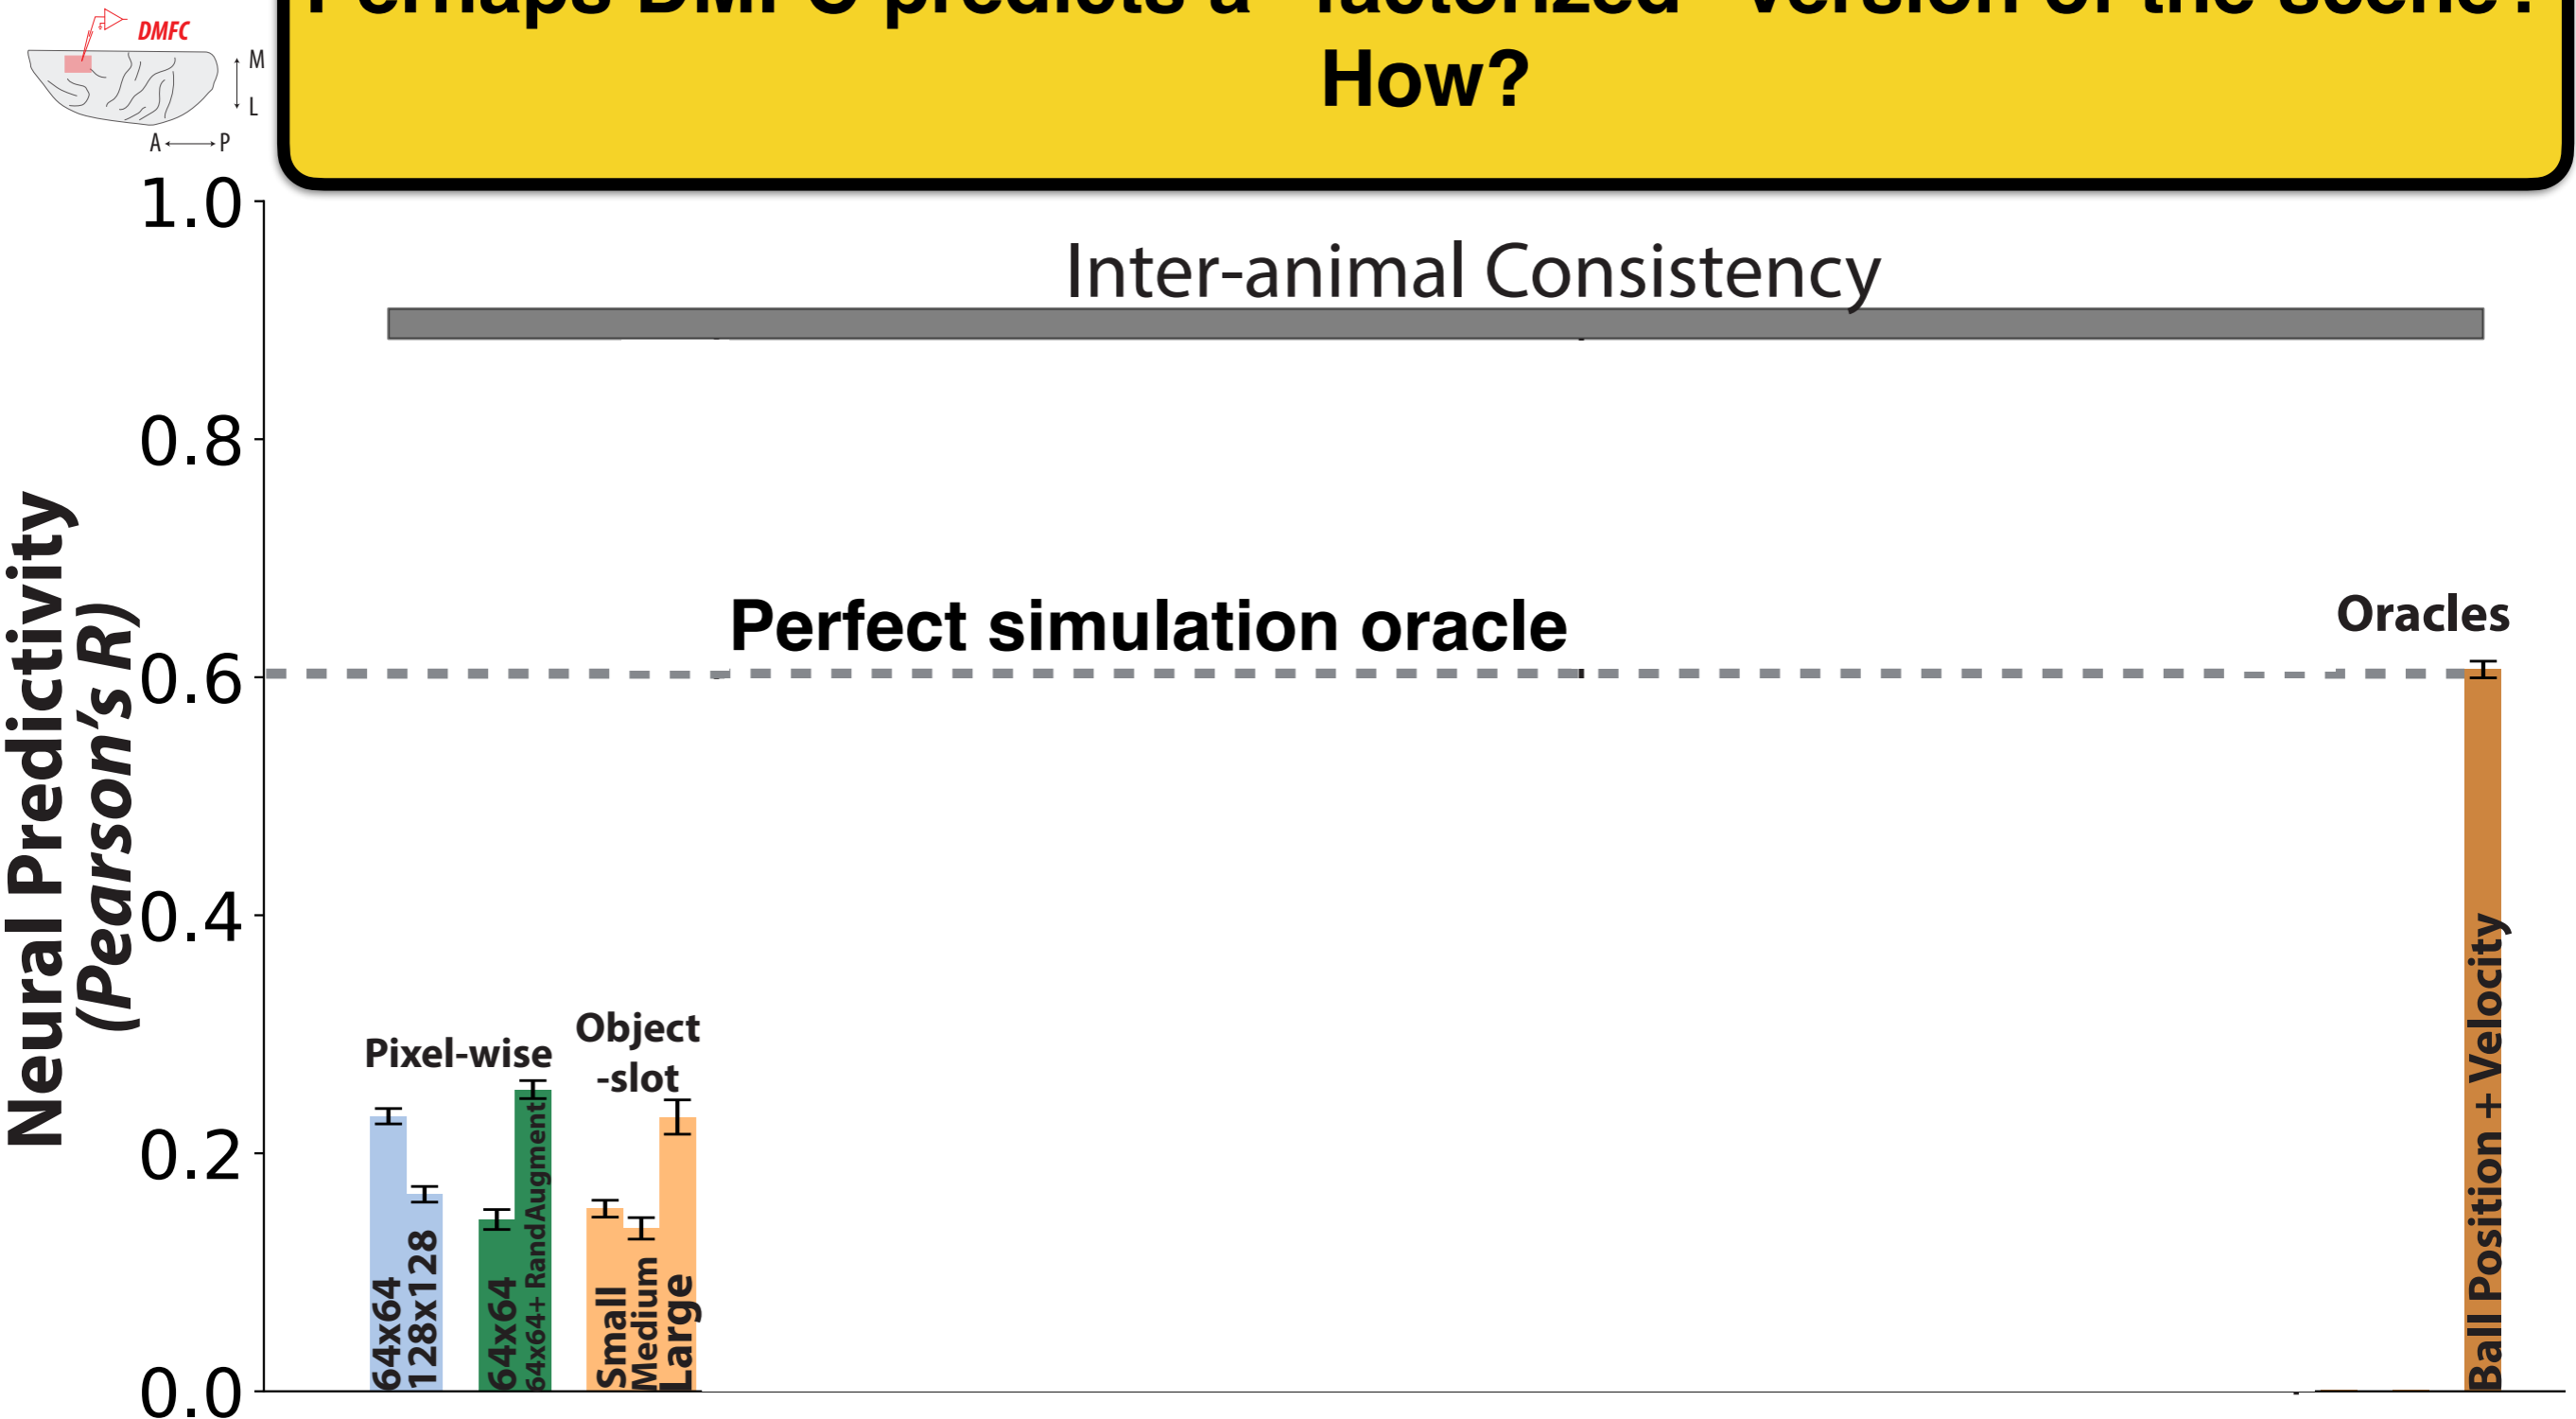 Perhaps DMFC predicts a "factorized" version of the scene?
How?
DMFC
M
L
A
P
1.0
0.8
0.6
0.4
0.2
0.0
Neural Predictivity
(Pearson's R)
Inter-animal Consistency
Perfect simulation oracle
Oracles
Pixel-wise
Object
-slot
64x64
128x128
64x64
64x64+ RandAugment
Small
Medium
Large
Ball Position + Velocity